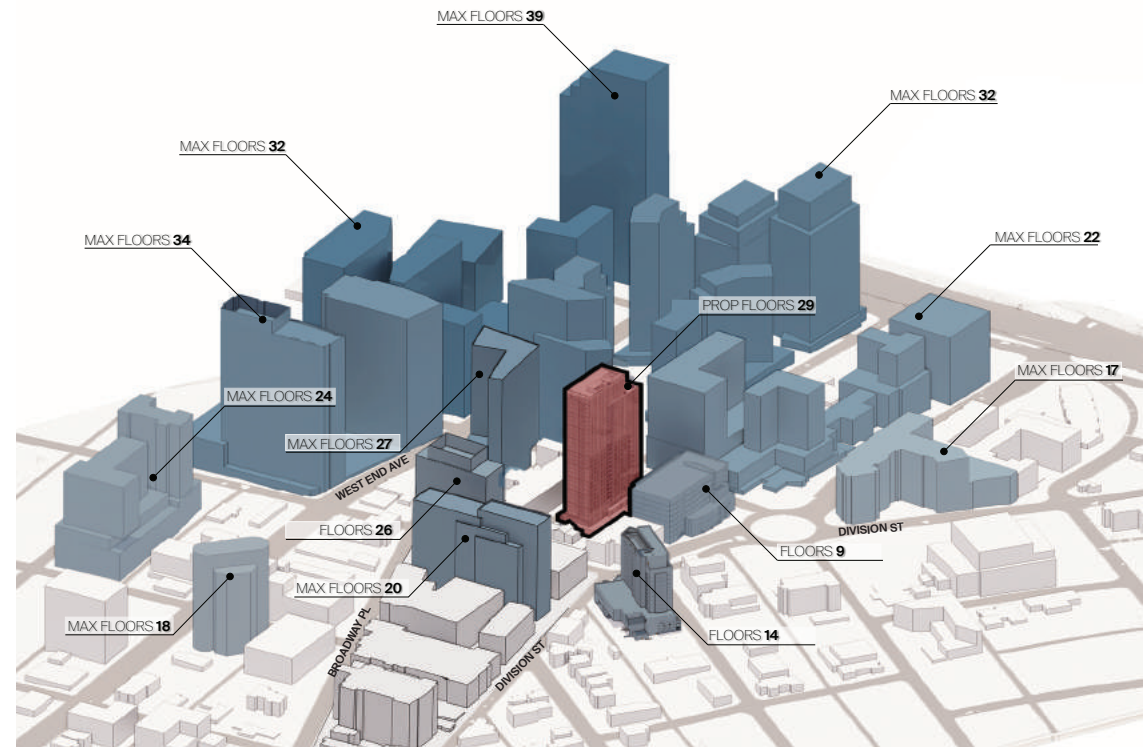 MAX FLOORS 39
MAX FLOORS 32
MAX FLOORS 32
MAX FLOORS 34
MAX FLOORS 22
PROP FLOORS 29
MAX FLOORS 17
MAX FLOORS 24
MAX FLOORS 27
WEST END AVE
FLOORS 26
DIVISION ST
FLOORS 9
MAX FLOORS 20
MAX FLOORS 18
BROADWAY PL
DIVISION ST
FLOORS 14